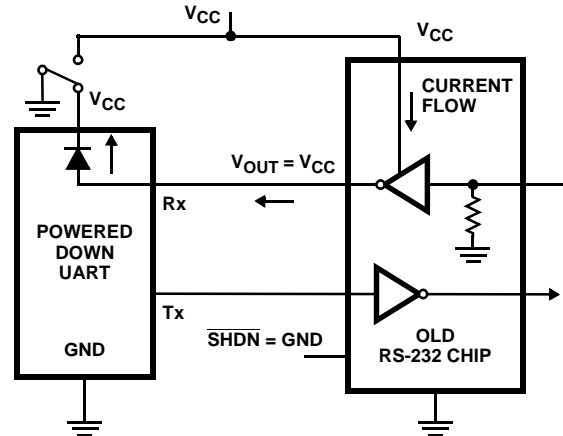 VCC
VCC
VCC
CURRENT
FLOW
VOUT = VCC
Rx
POWERED
DOWN
UART
Tx
GND
SHDN = GND
OLD
RS-232 CHIP